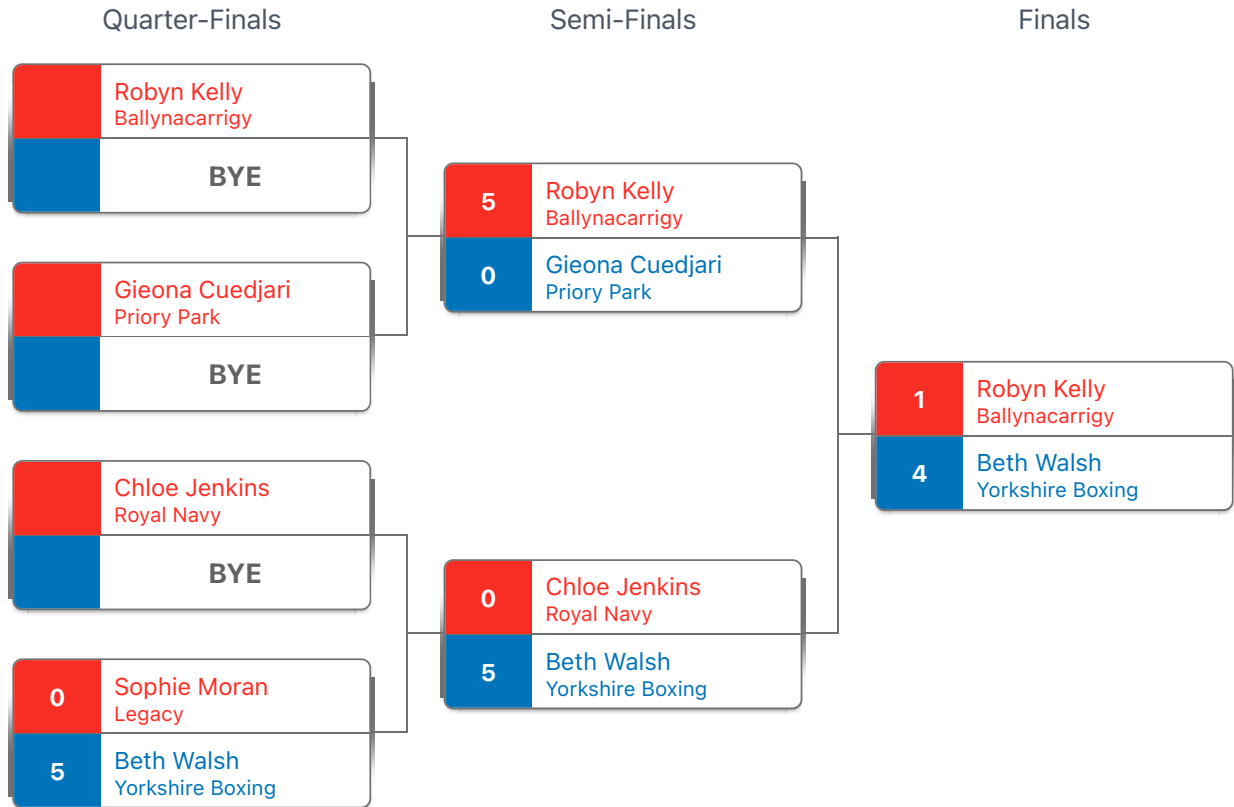 Quarter-Finals
Semi-Finals
Finals
Robyn Kelly
Ballynacarrigy
BYE
Gieona Cuedjari
Priory Park
BYE
Chloe Jenkins
Royal Navy
BYE
0
Sophie Moran
Legacy
5
Beth Walsh
Yorkshire Boxing
5
Robyn Kelly
Ballynacarrigy
0
Gieona Cuedjari
Priory Park
0
Chloe Jenkins
Royal Navy
5
Beth Walsh
Yorkshire Boxing
1
Robyn Kelly
Ballynacarrigy
4
Beth Walsh
Yorkshire Boxing